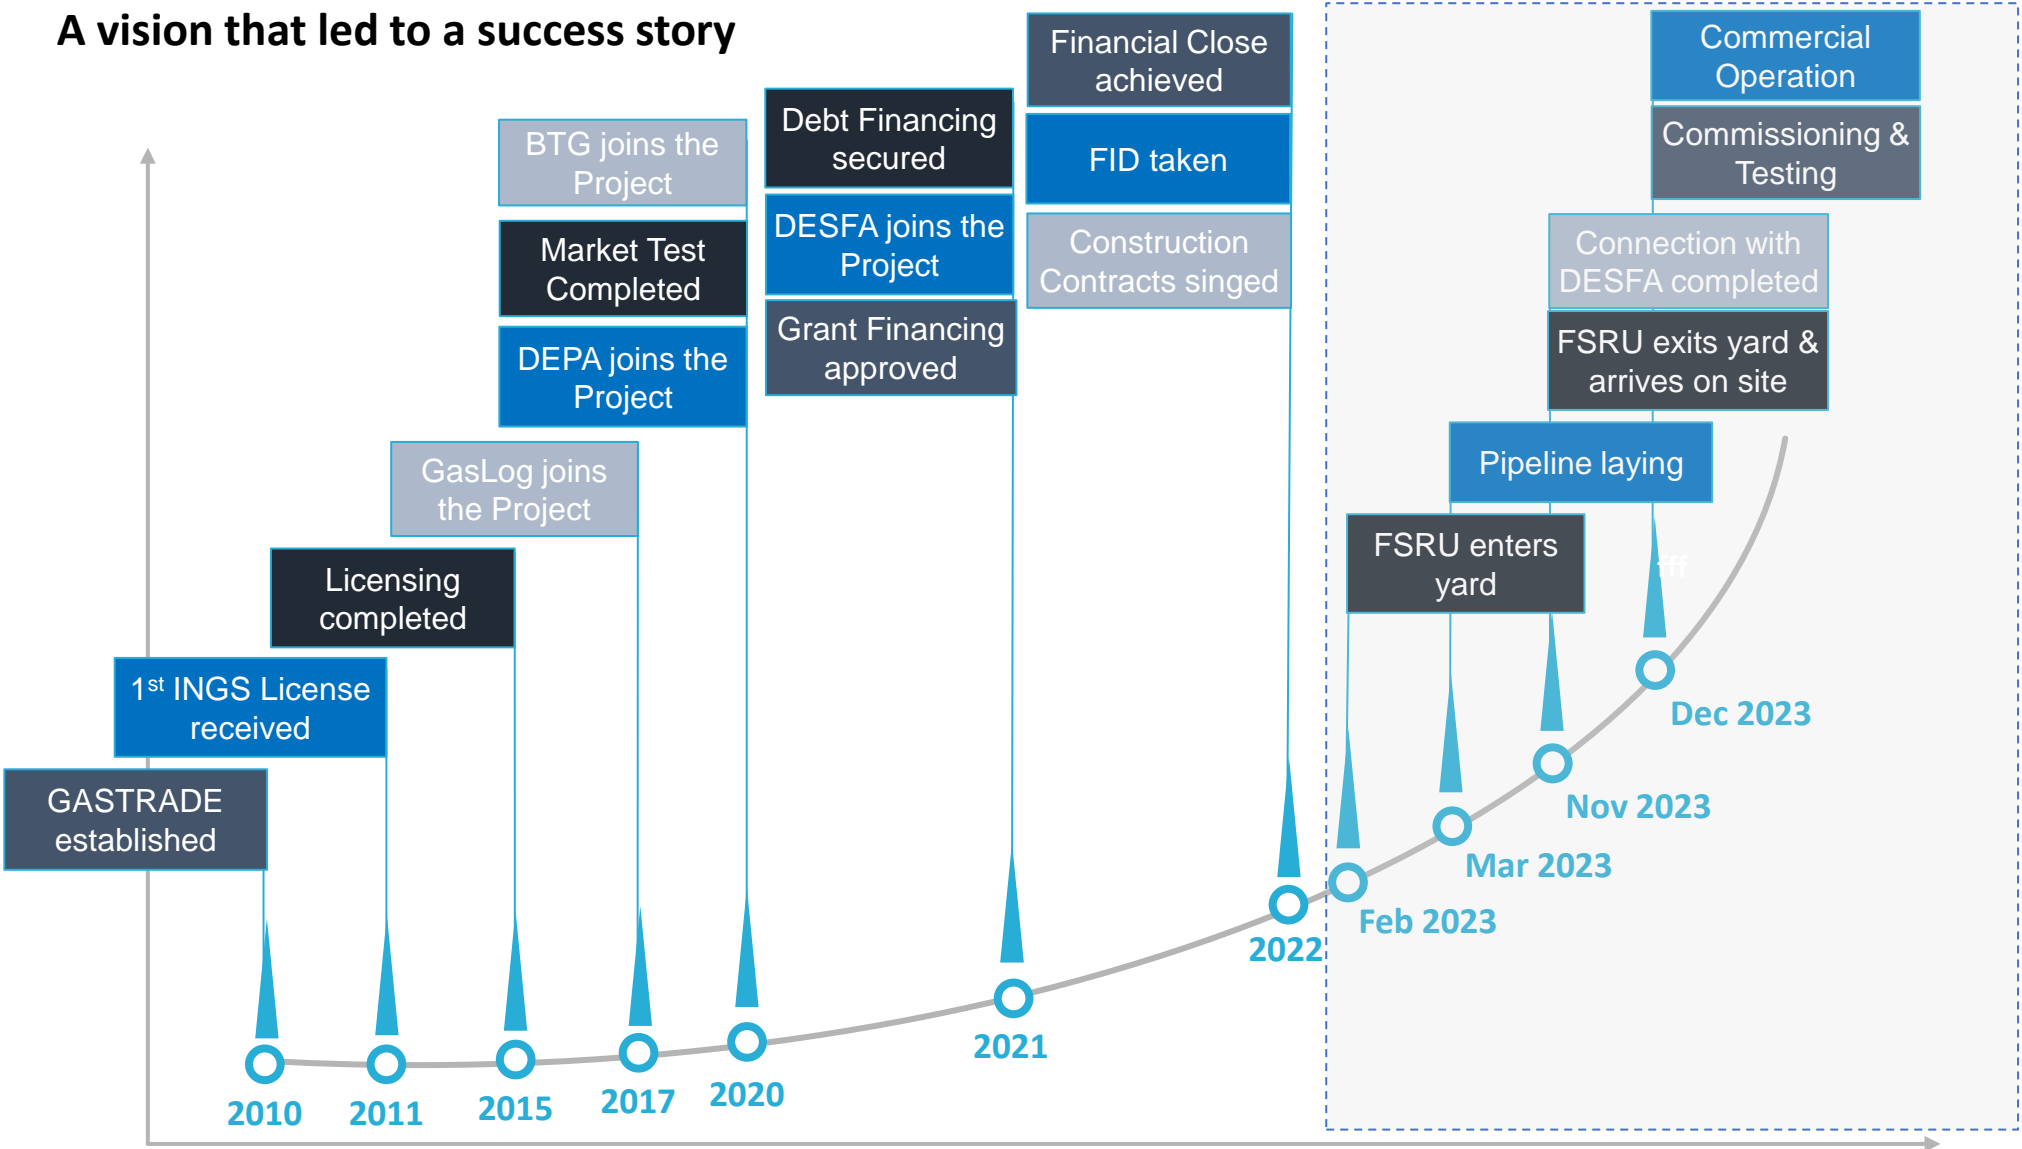 A vision that led to a success story
Financial Close
achieved
FID taken
Construction
Contracts singed
Commercial
Operation
Commissioning &
Testing
Connection with
DESFA completed
FSRU exits yard &
arrives on site
Pipeline laying
FSRU enters
yard
fff
Debt Financing
secured
DESFA joins the
Project
Grant Financing
approved
BTG joins the
Project
Market Test
Completed
DEPA joins the
Project
GasLog joins
the Project
Licensing
completed
1st INGS License
received
GASTRADE
established
2010
2011
2015
2017
2020
2021
2022
Feb 2023
Mar 2023
Nov 2023
Dec 2023